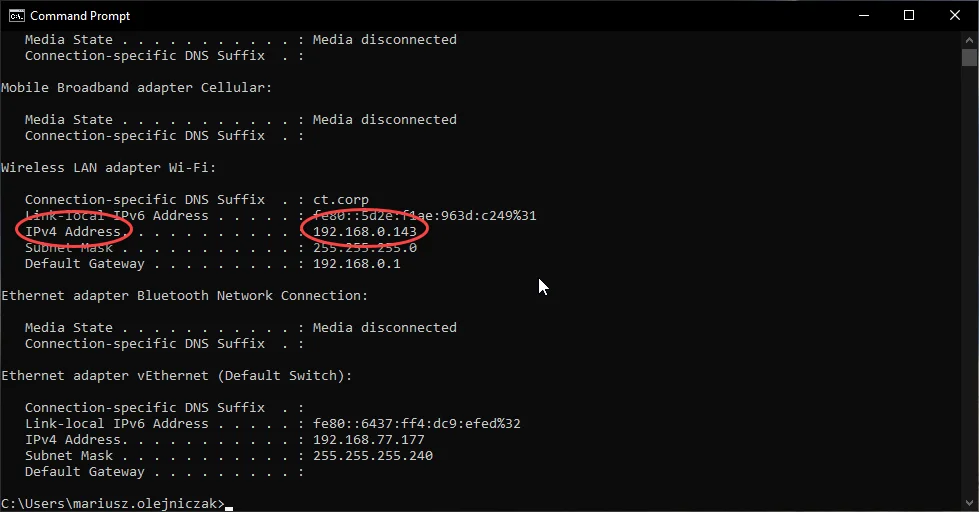 Command Prompt
Media State . . . . . . . . . . . : Media disconnected
Connection-specific DNS Suffix  . :
Mobile Broadband adapter Cellular:
Media State . . . . . . . . . . . : Media disconnected
Connection-specific DNS Suffix  . :
Wireless LAN adapter Wi-Fi:
Connection-specific DNS Suffix  . : ct.corp
Link-local IPv6 Address . . . . . : fe80::5d2e:f1ae:963d:c249%31
IPv4 Address. . . . . . . . . . . : 192.168.0.143
Subnet Mask . . . . . . . . . . . : 255.255.255.0
Default Gateway . . . . . . . . . : 192.168.0.1
Ethernet adapter Bluetooth Network Connection:
Media State . . . . . . . . . . . : Media disconnected
Connection-specific DNS Suffix  . :
Ethernet adapter vEthernet (Default Switch):
Connection-specific DNS Suffix  . :
Link-local IPv6 Address . . . . . : fe80::6437:ff4:dc9:efed%32
IPv4 Address. . . . . . . . . . . : 192.168.77.177
Subnet Mask . . . . . . . . . . . : 255.255.255.240
Default Gateway . . . . . . . . . :
C:\Users\mariusz.olejniczak>